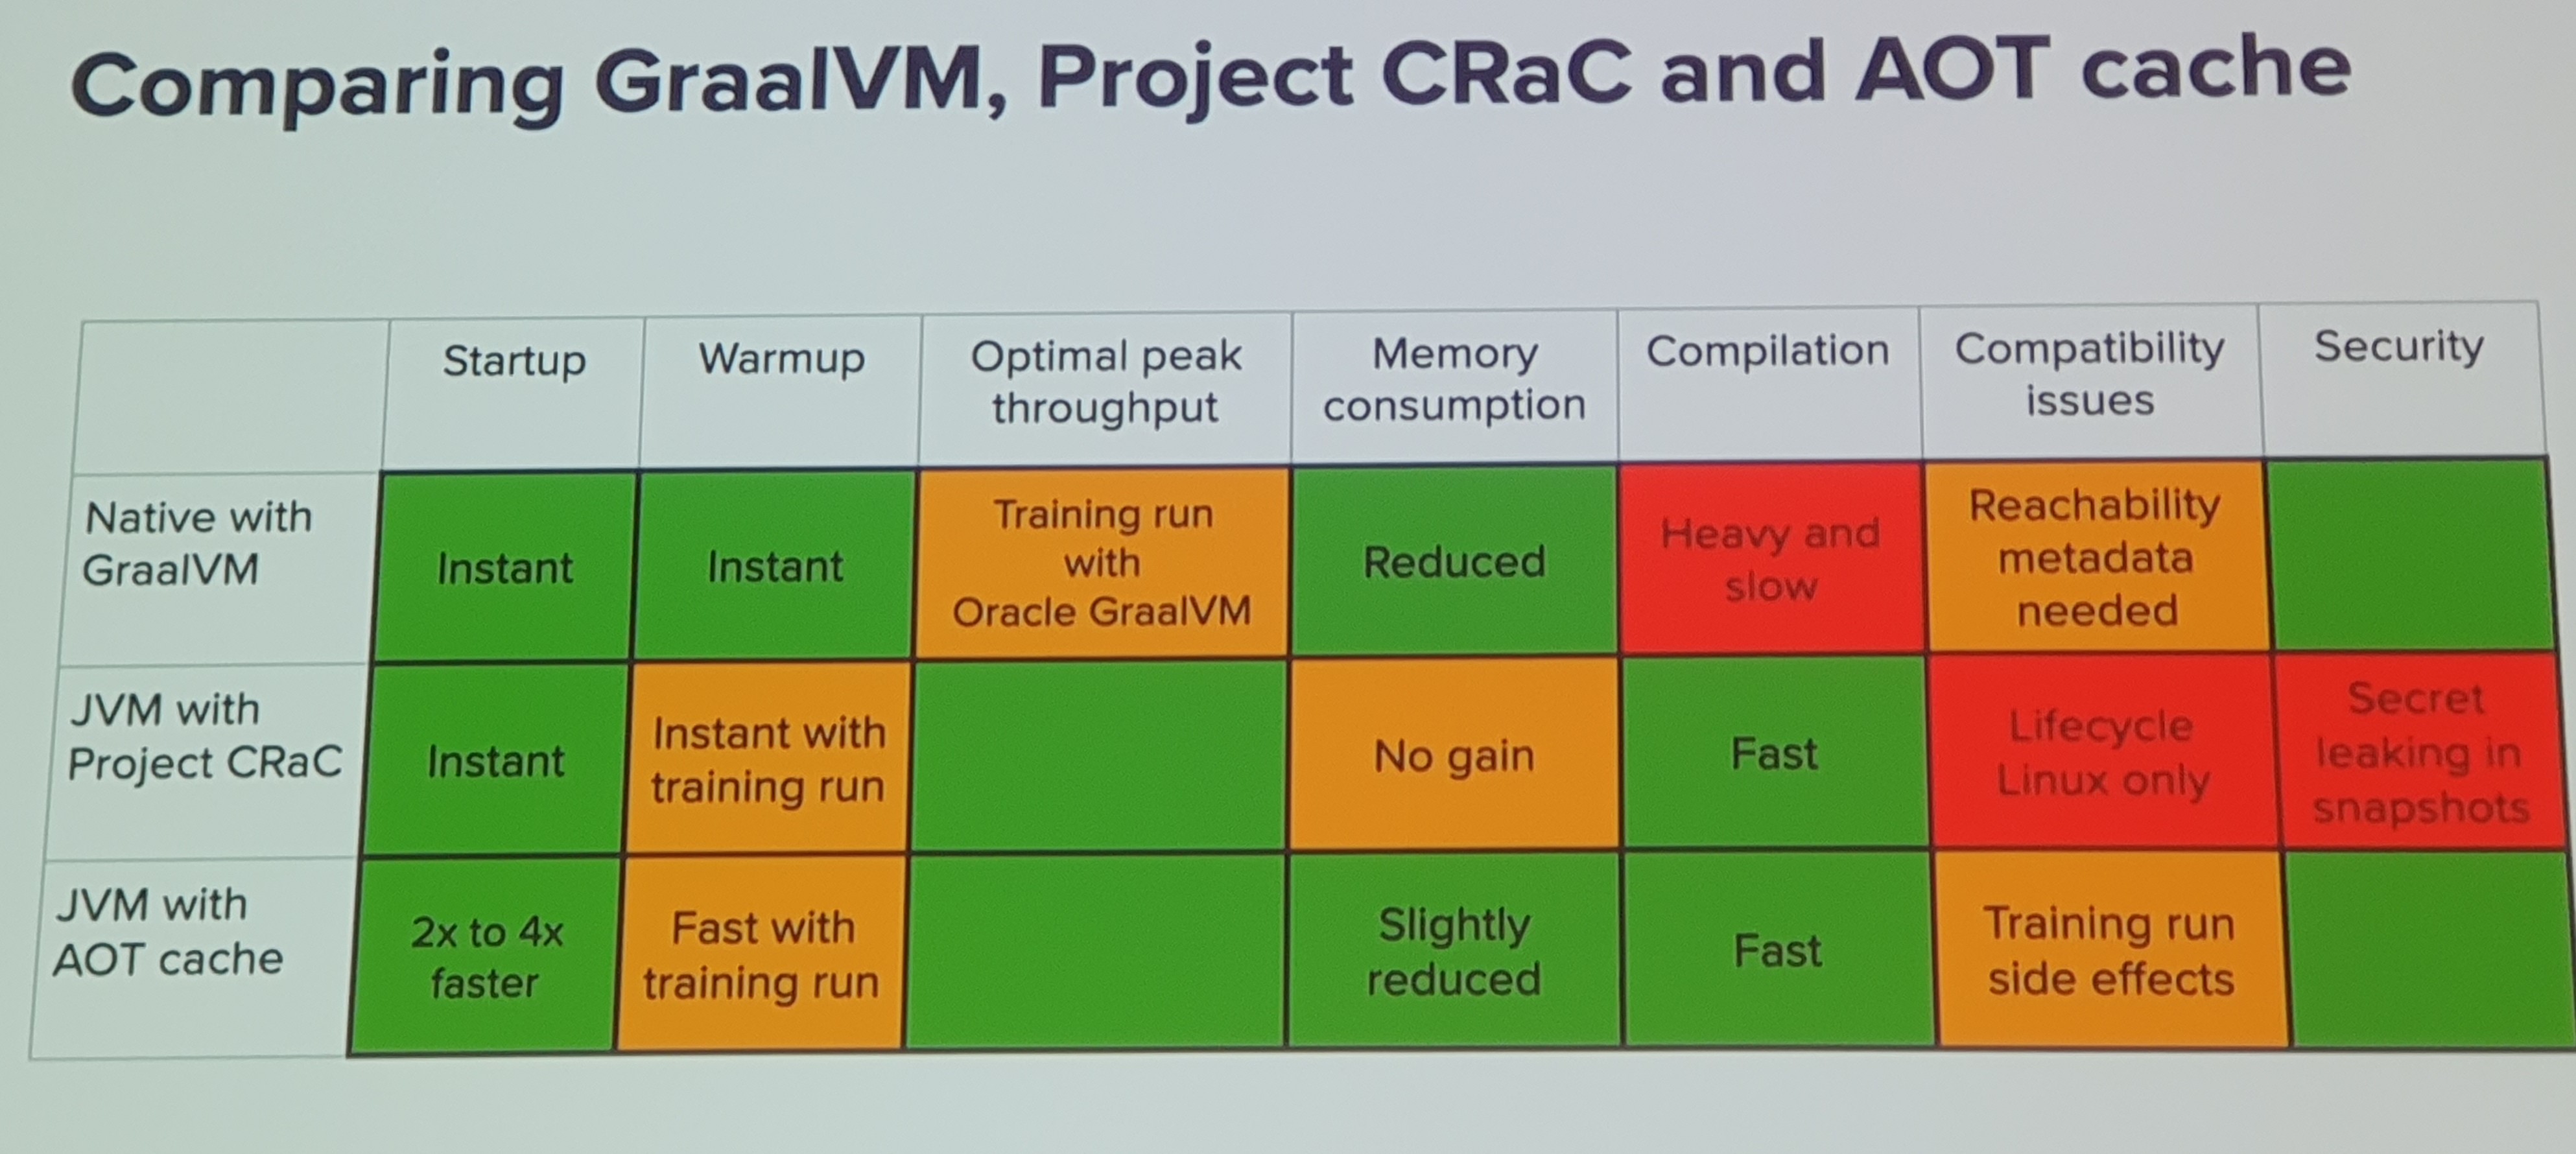 Comparing GraalVM, Project CRaC and AOT cache
Startup
Warmup
Optimal peak
throughput
Memory
consumption
Compilation
Compatibility
issues
Security
Native with
GraalVM
Instant
Instant
Training run
with
Oracle GraalVM
Reduced
Heavy and
slow
Reachability
metadata
needed
JVM with
Project CRaC
Instant
Instant with
training run
No gain
Fast
Lifecycle
Linux only
Secret
leaking in
snapshots
JVM with
AOT cache
2x to 4x
faster
Fast with
training run
Slightly
reduced
Fast
Training run
side effects